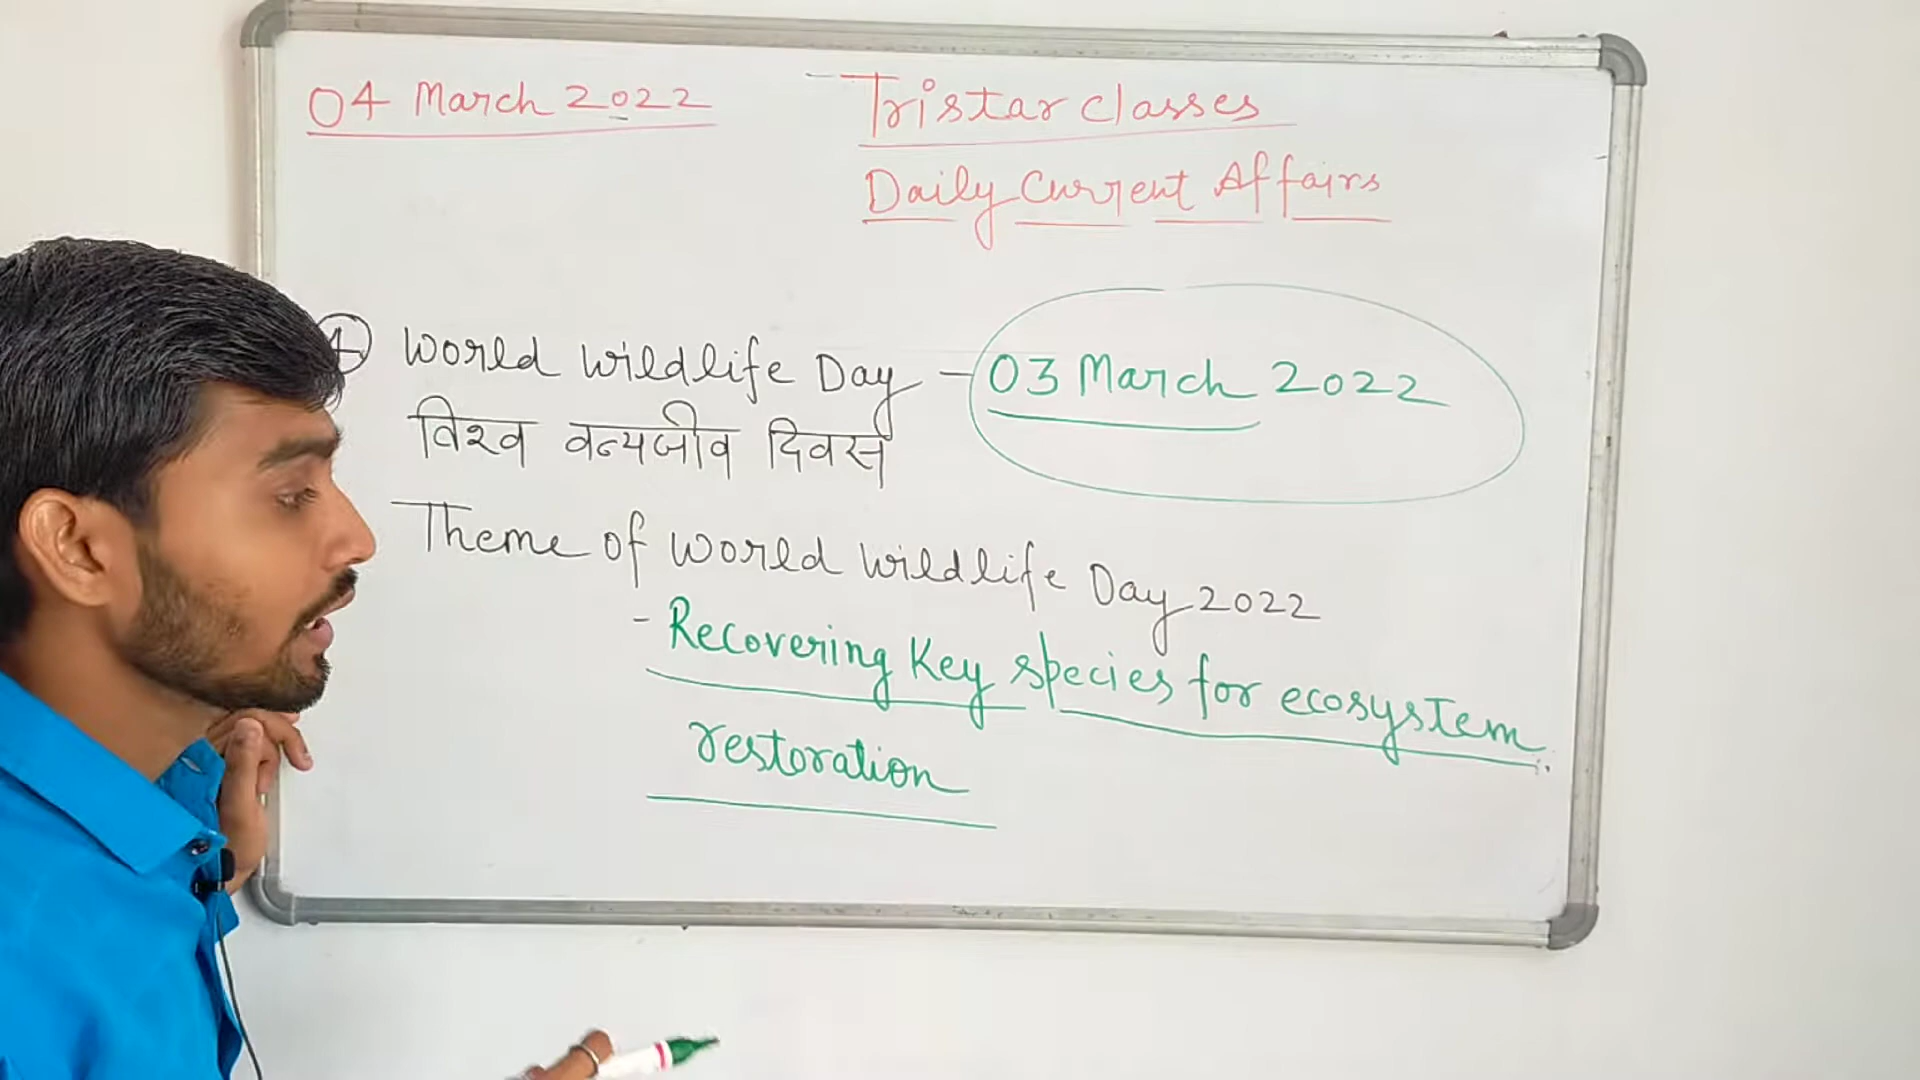 04 March 2022
Tristar classes
Daily Current Affairs
World Wildlife Day - 03 March 2022
विश्व वन्यजीव दिवस
Theme of World Wildlife Day 2022
- Recovering Key species for ecosystem
restoration